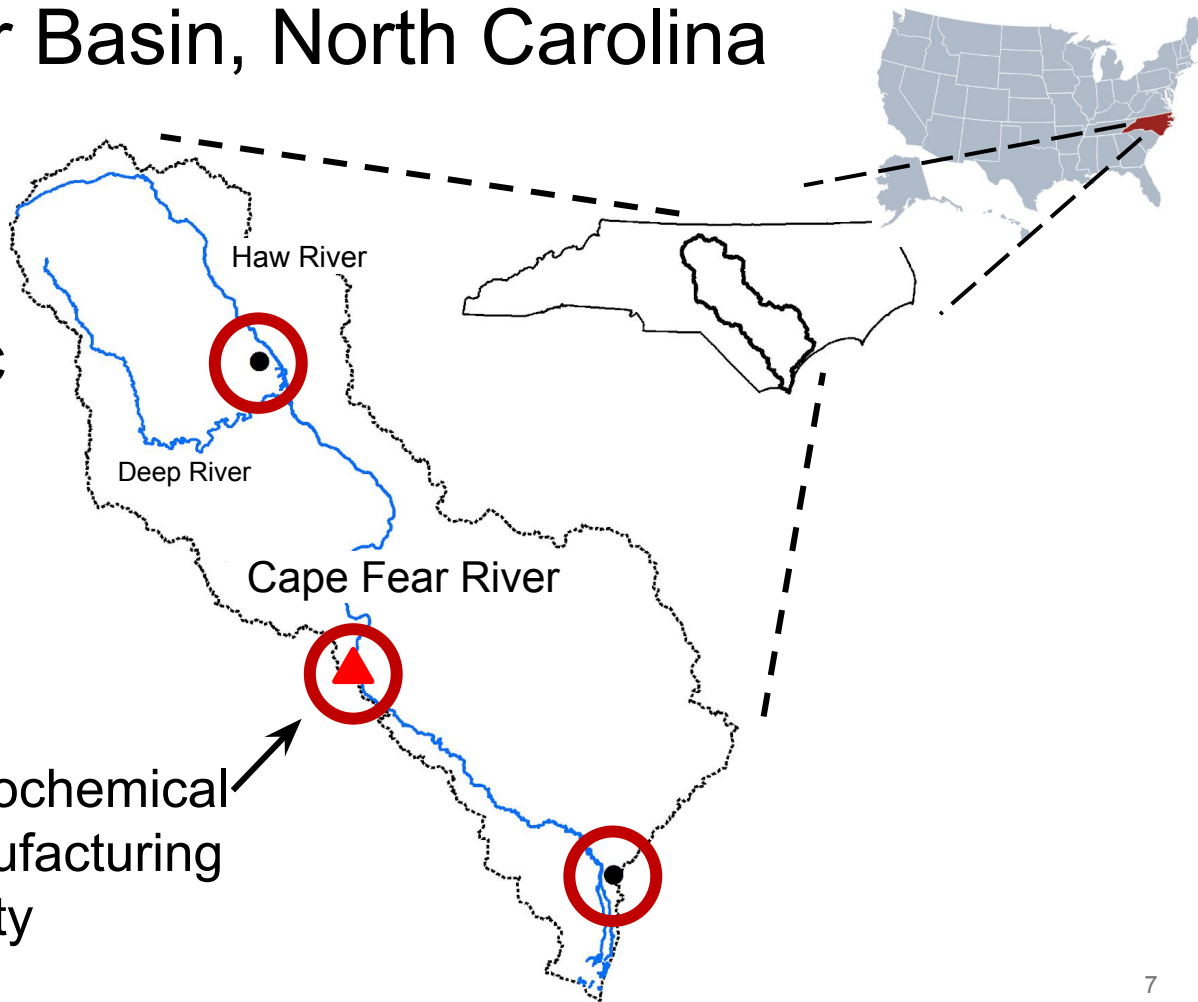 r Basin, North Carolina
Haw River
Deep River
Cape Fear River
ochemical
ufacturing
ty
7